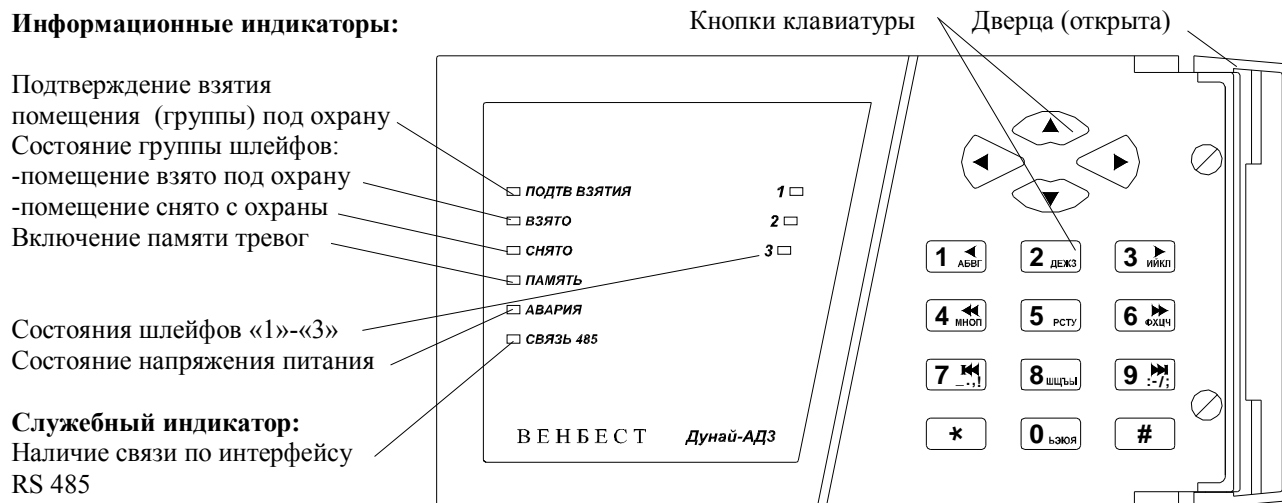 Информационные индикаторы:
Кнопки клавиатуры
Дверца (открыта)
Подтверждение взятия
помещения (группы) под охрану
Состояние группы шлейфов:
-помещение взято под охрану
-помещение снято с охраны
Включение памяти тревог
Состояния шлейфов «1»-«3»
Состояние напряжения питания
Служебный индикатор:
Наличие связи по интерфейсу
RS 485
ПОДТВ ВЗЯТИЯ
ВЗЯТО
СНЯТО
ПАМЯТЬ
АВАРИЯ
СВЯЗЬ 485
1
2
3
ВЕНБЕСТ
Дунай-АД3
1 АБВГ
2 ДЕЖЗ
3 ИЙКЛ
4 МНОП
5 РСТУ
6 ФХЦЧ
7 _.,!
8 ШЩЪЫ
9 :-/;
*
0 ЬЭЮЯ
#